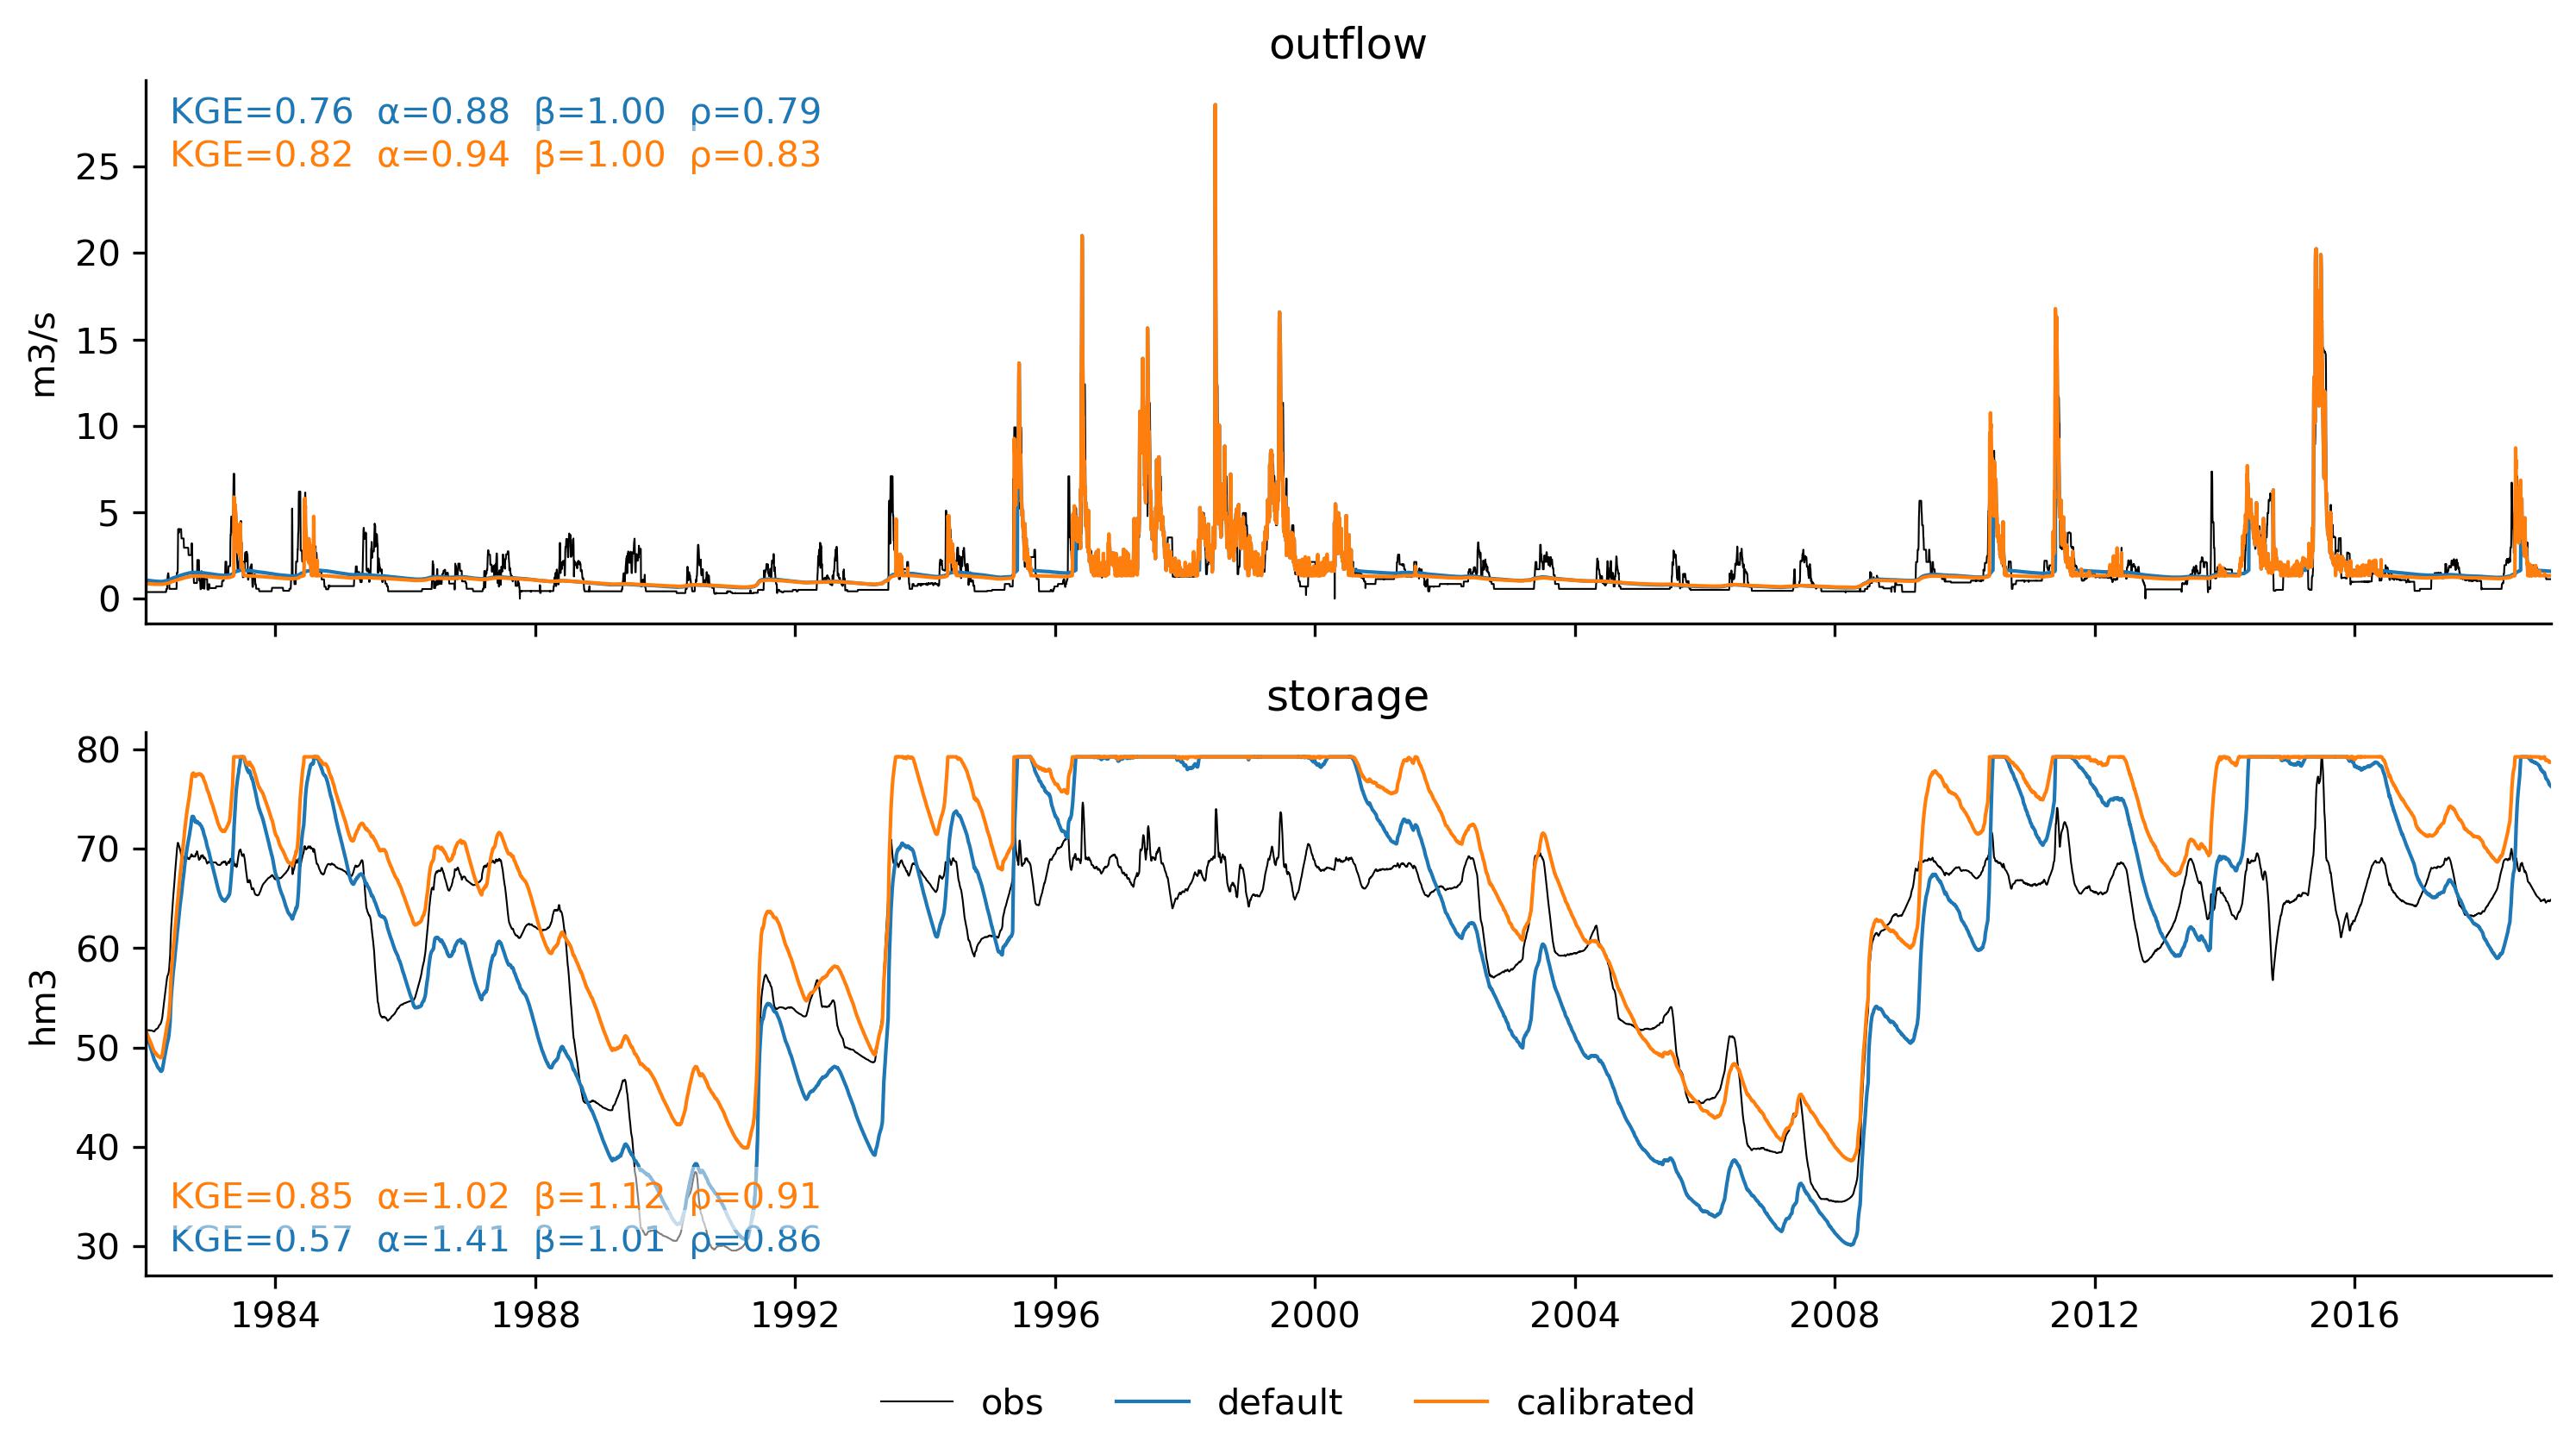 outflow
KGE=0.76 α=0.88 β=1.00 ρ=0.79
KGE=0.82 α=0.94 β=1.00 ρ=0.83
25
20
15
10
5
0
m3/s
storage
80
70
60
50
40
30
hm3
KGE=0.85 α=1.02 β=1.12 ρ=0.91
KGE=0.57 α=1.41 β=1.01 ρ=0.86
1984 1988 1992 1996 2000 2004 2008 2012 2016
obs default calibrated